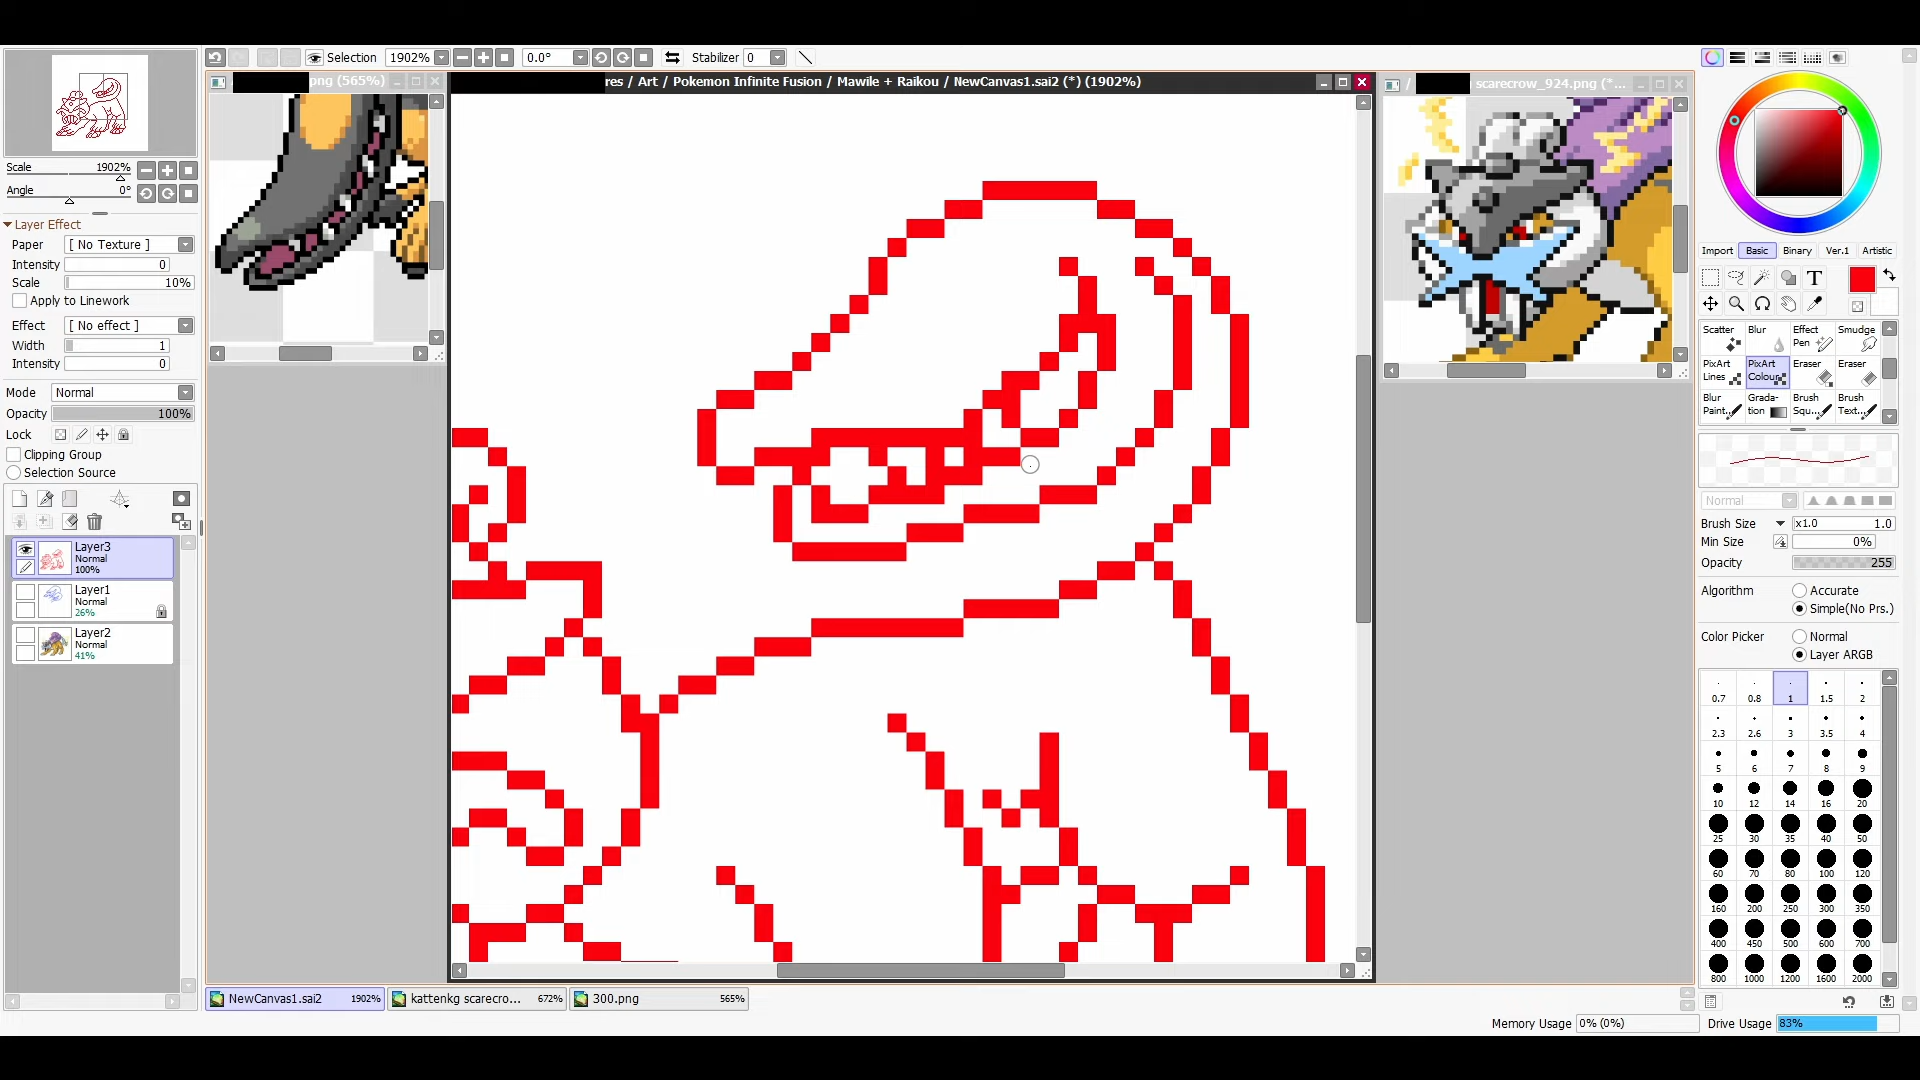 Selection 1902% 0.0° Stabilizer 0
png (565%)
res / Art / Pokemon Infinite Fusion / Mawile + Raikou / NewCanvas1.sai2 (*) (1902%)
/ scarecrow_924.png (*...
Scale 1902%
Angle 0°
Layer Effect
Paper [ No Texture ]
Intensity 0
Scale 10%
Apply to Linework
Effect [ No effect ]
Width 1
Intensity 0
Mode Normal
Opacity 100%
Lock
Clipping Group
Selection Source
Layer3
Normal
100%
Layer1
Normal
26%
Layer2
Normal
41%
Import Basic Binary Ver.1 Artistic
T
Scatter Blur Effect Pen Smudge
PixArt Lines PixArt Colour Eraser Eraser
Blur Paint... Grada-tion Brush Squ... Brush Text...
Normal
Brush Size x1.0 1.0
Min Size 0%
Opacity 255
Algorithm Accurate
Simple(No Prs.)
Color Picker Normal
Layer ARGB
0.7 0.8 1 1.5 2
2.3 2.6 3 3.5 4
5 6 7 8 9
10 12 14 16 20
25 30 35 40 50
60 70 80 100 120
160 200 250 300 350
400 450 500 600 700
800 1000 1200 1600 2000
NewCanvas1.sai2 1902% kattenkg scarecro... 672% 300.png 565%
Memory Usage 0% (0%) Drive Usage 83%